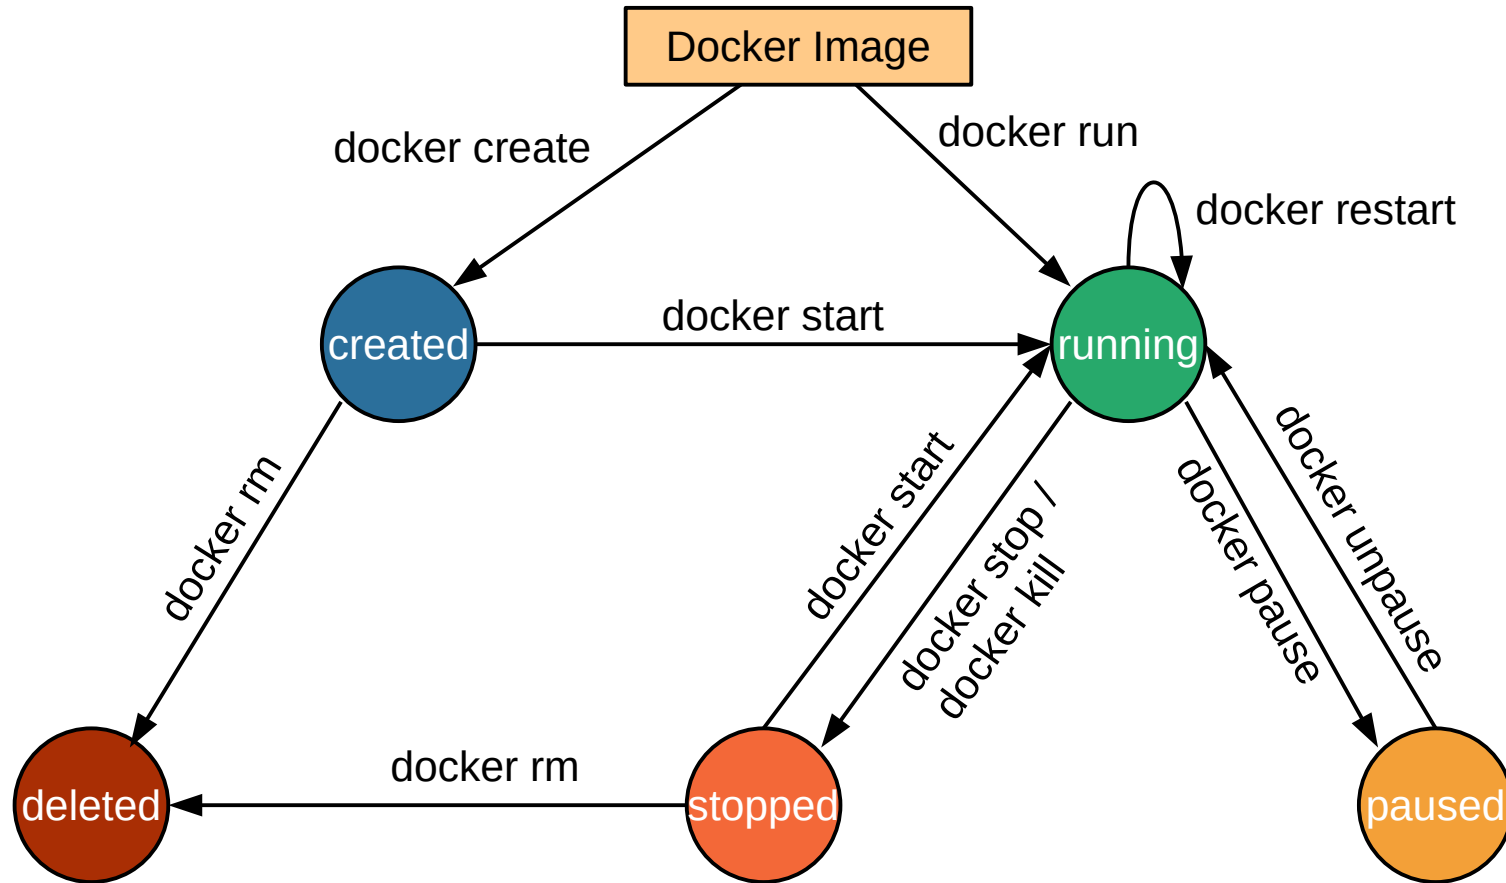 Docker Image
docker create
docker run
docker restart
created
docker start
running
docker rm
docker start
docker stop /
docker kill
docker pause
docker unpause
deleted
docker rm
stopped
paused